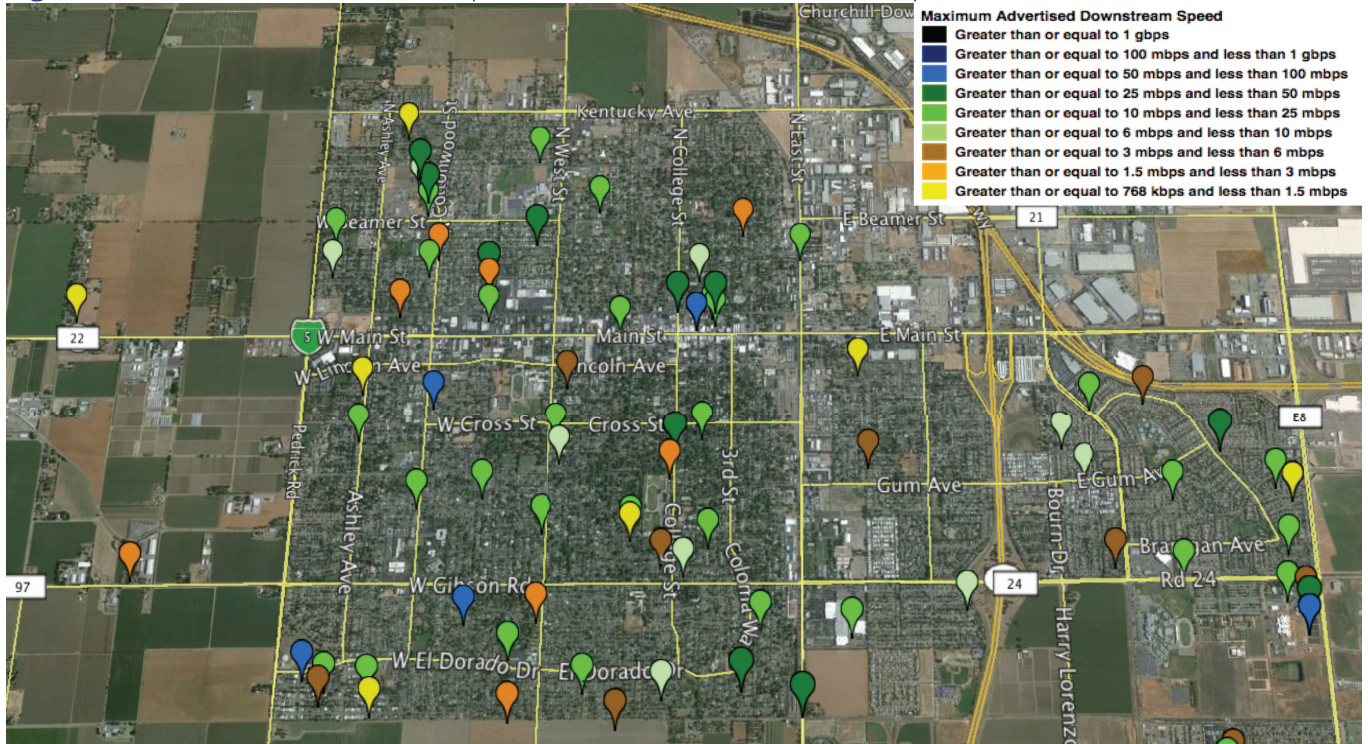 Churchill Dow
Maximum Advertised Downstream Speed
Greater than or equal to 1 gbps
Greater than or equal to 100 mbps and less than 1 gbps
Greater than or equal to 50 mbps and less than 100 mbps
Greater than or equal to 25 mbps and less than 50 mbps
Greater than or equal to 10 mbps and less than 25 mbps
Greater than or equal to 6 mbps and less than 10 mbps
Greater than or equal to 3 mbps and less than 6 mbps
Greater than or equal to 1.5 mbps and less than 3 mbps
Greater than or equal to 768 kbps and less than 1.5 mbps
Kentucky Ave
N Ashley Ave
Cottonwood St
N West St
N College St
N East St
W Beamer St
E Beamer St
21
wy
22
5
W Main St
Main St
E Main St
W Lincoln Ave
ncoln Ave
E8
W Cross St
Cross St
Pedrick Rd
3rd St
Gum Ave
E Gum Ave
Ashley Ave
College St
Coloma Wa
Bourn Dr
Brannigan Ave
97
W Gibson Rd
24
Rd 24
Harry Lorenzo
W El Dorado Dr
El Dorado Dr